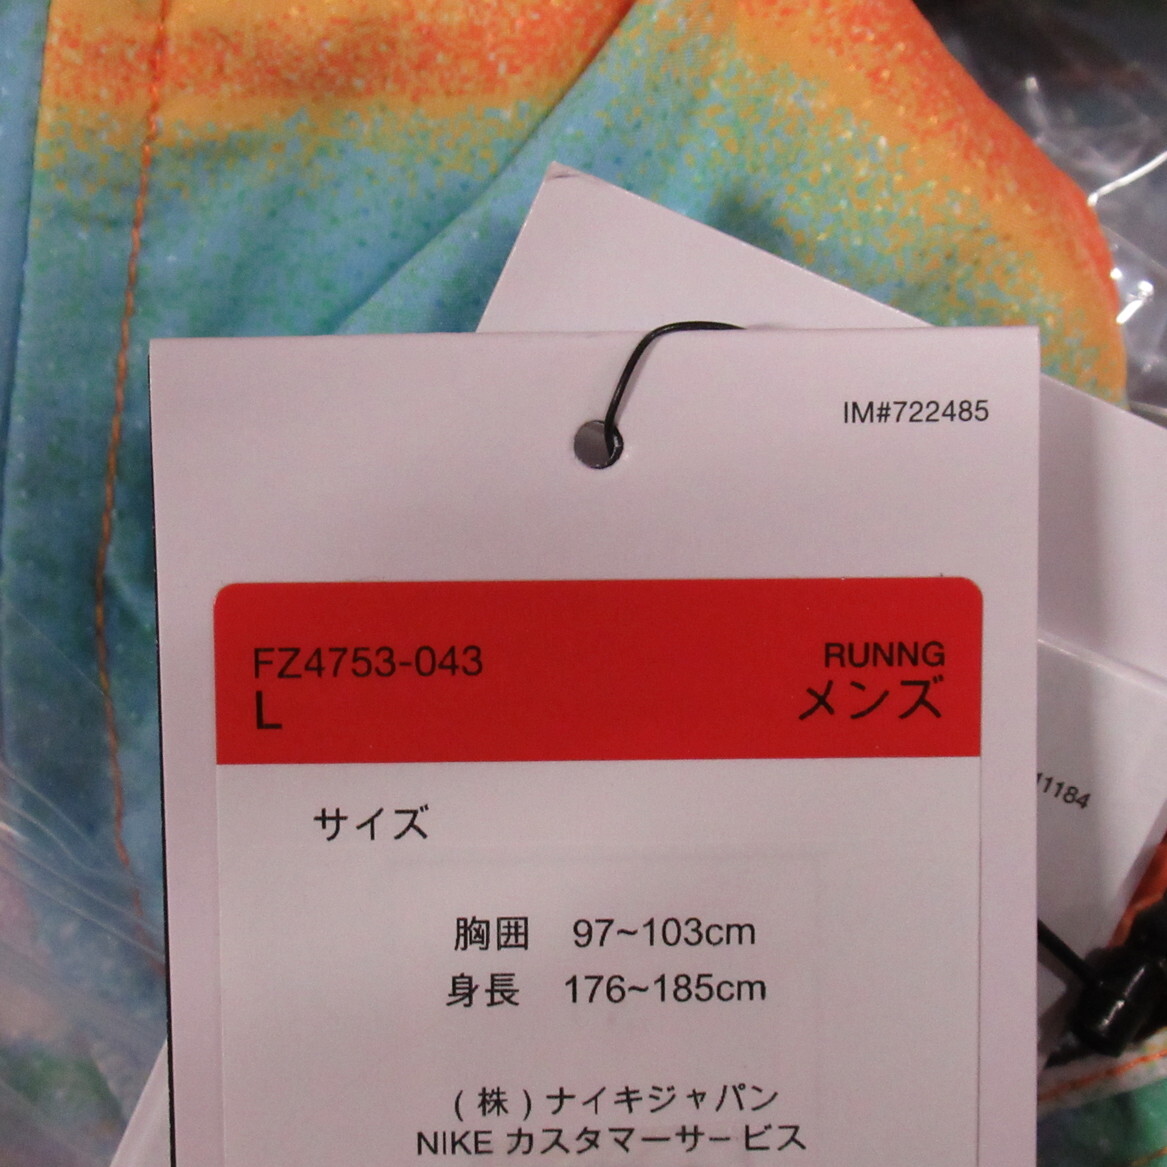 IM#722485
FZ4753-043
RUNNG
L
メンズ
サイズ
胸囲 97~103cm
身長 176~185cm
(株)ナイキジャパン
NIKE カスタマーサービス
11184